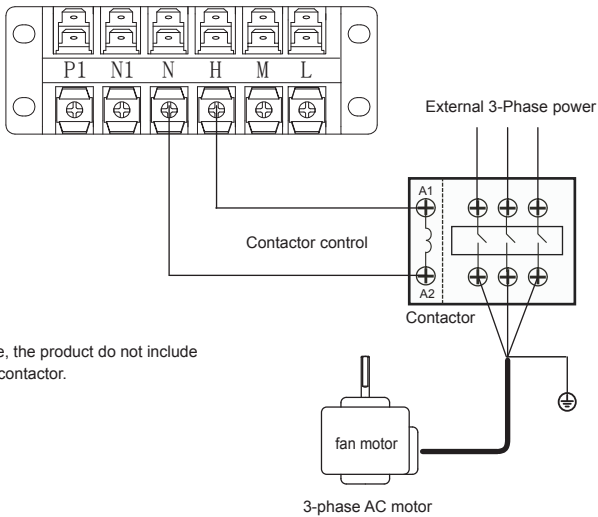 P1 N1 N H M L
External 3-Phase power
A1
Contactor control
A2
Contactor
, the product do not include
contactor.
fan motor
3-phase AC motor